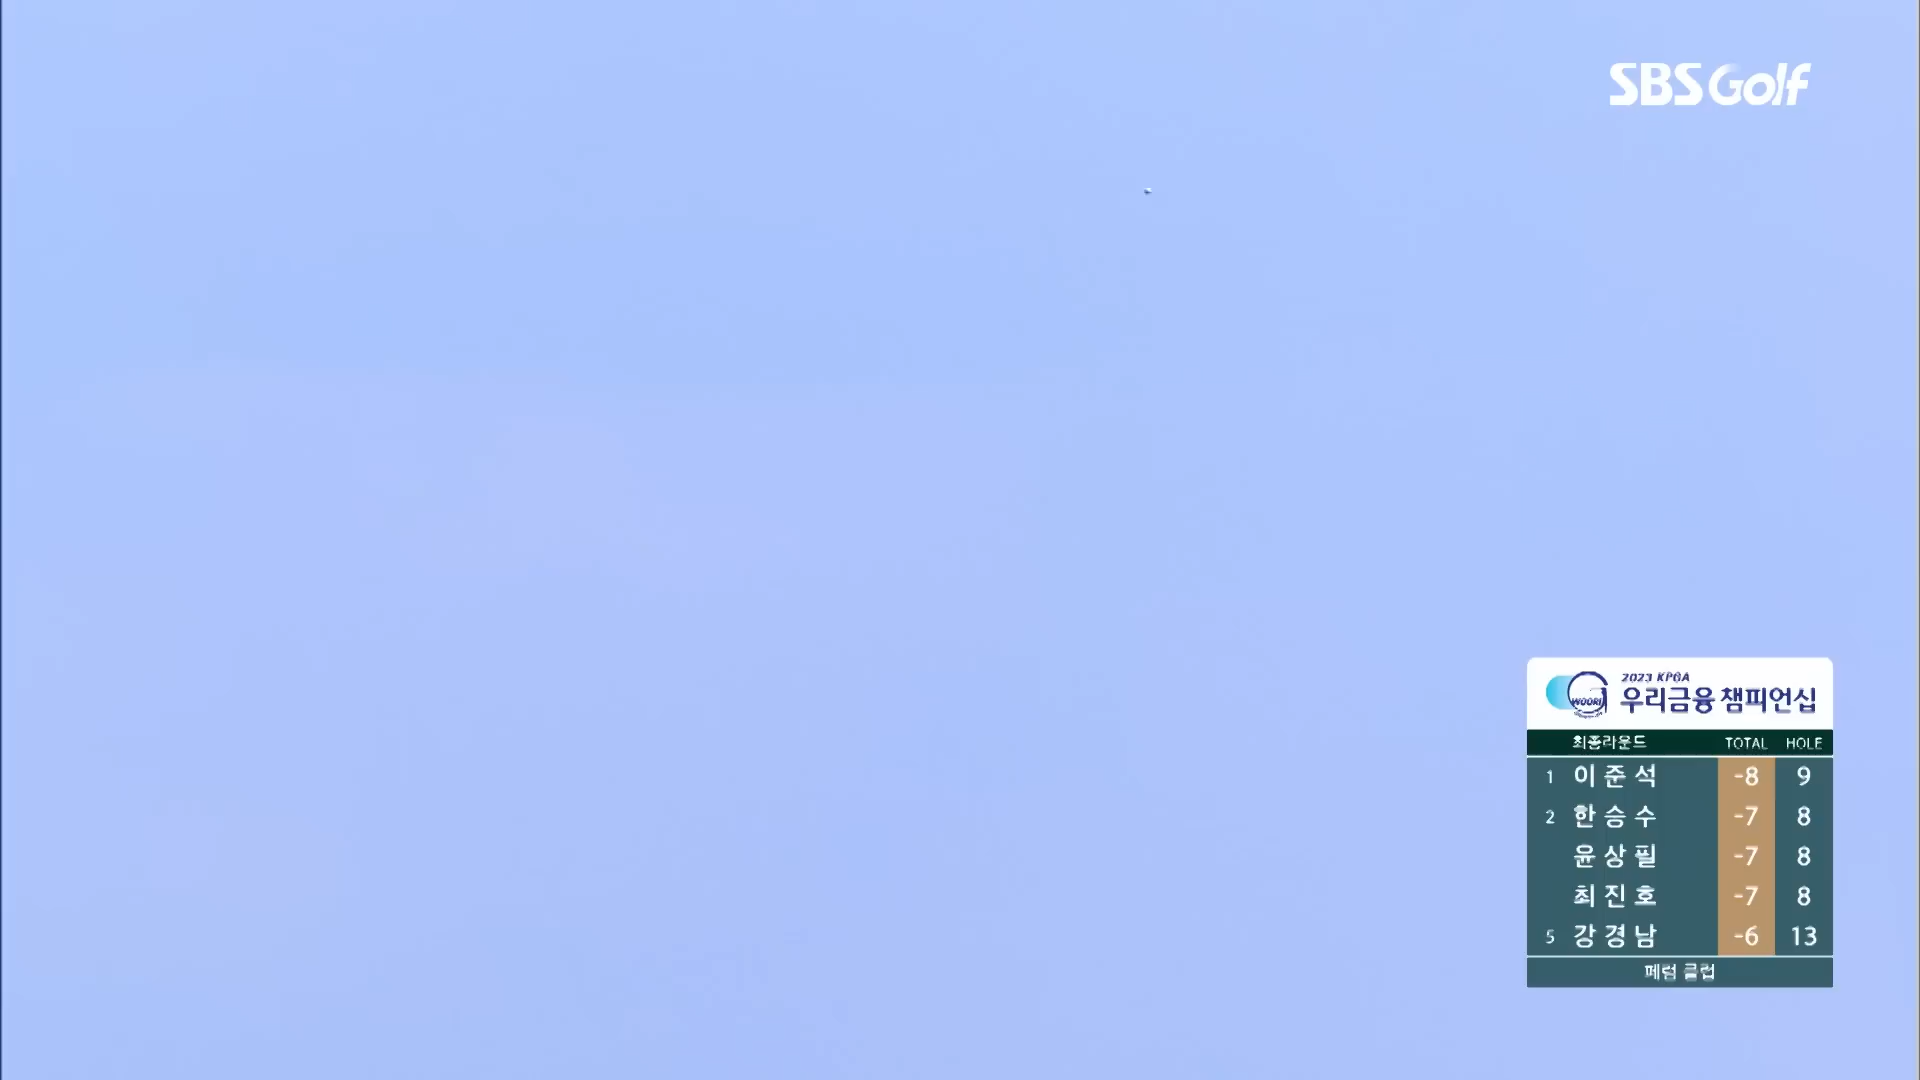 SBS Golf
2023 KPGA
WOORI
우리금융 챔피언십
최종라운드 TOTAL HOLE
1 이준석 -8 9
2 한승수 -7 8
윤상필 -7 8
최진호 -7 8
5 강경남 -6 13
페럼 클럽